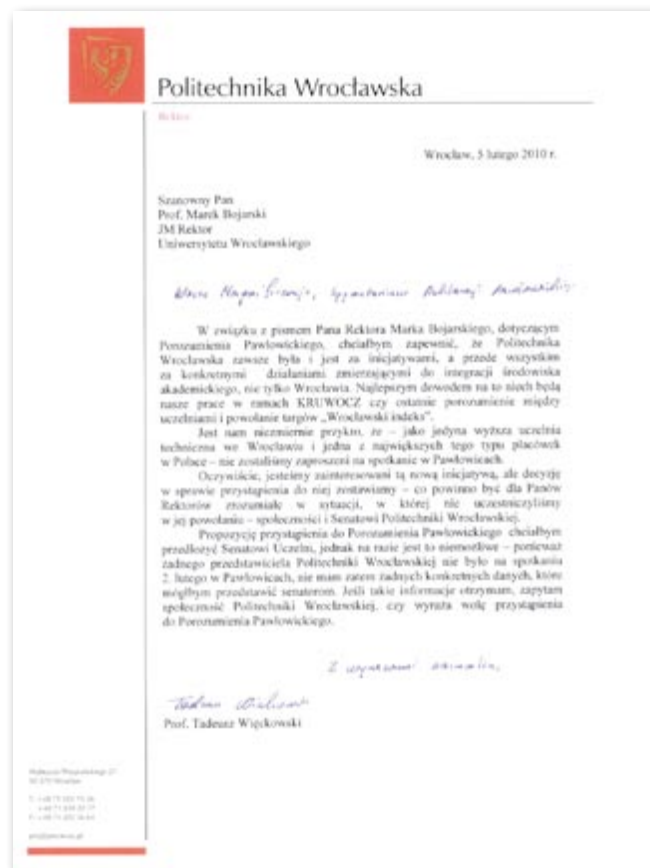 Politechnika Wrocławska
Rektor
Wrocław, 5 lutego 2010 r.
Szanowny Pan
Prof. Marek Bojarski
JM Rektor
Uniwersytetu Wrocławskiego
W związku z pismem Pana Rektora Marka Bojarskiego, dotyczącym
Porozumienia Pawłowickiego, chciałbym zapewnić, że Politechnika
Wrocławska zawsze była i jest za inicjatywami, a przede wszystkim
za konkretnymi działaniami zmierzającymi do integracji środowiska
akademickiego, nie tylko Wrocławia. Najlepszym dowodem na to niech będą
nasze prace w ramach KRUWOCZ czy ostatnie porozumienie między
uczelniami i powołanie targów „Wrocławski indeks”.
Jest nam niezmiernie przykro, że – jako jedyna wyższa uczelnia
techniczna we Wrocławiu i jedna z największych tego typu placówek
w Polsce – nie zostaliśmy zaproszeni na spotkanie w Pawłowicach.
Oczywiście, jesteśmy zainteresowani tą nową inicjatywą, ale decyzję
w sprawie przystąpienia do niej zostawiamy – co powinno być dla Panów
Rektorów zrozumiałe w sytuacji, w której nie uczestniczyliśmy
w jej powołaniu – społeczności i Senatowi Politechniki Wrocławskiej.
Propozycję przystąpienia do Porozumienia Pawłowickiego chciałbym
przedłożyć Senatowi Uczelni, jednak na razie jest to niemożliwe – ponieważ
żadnego przedstawiciela Politechniki Wrocławskiej nie było na spotkaniu
2. lutego w Pawłowicach, nie mam zatem żadnych konkretnych danych, które
mógłbym przedstawić senatorom. Jeśli takie informacje otrzymam, zapytam
społeczność Politechniki Wrocławskiej, czy wyraża wolę przystąpienia
do Porozumienia Pawłowickiego.
Z wyrazami
Prof. Tadeusz Więckowski